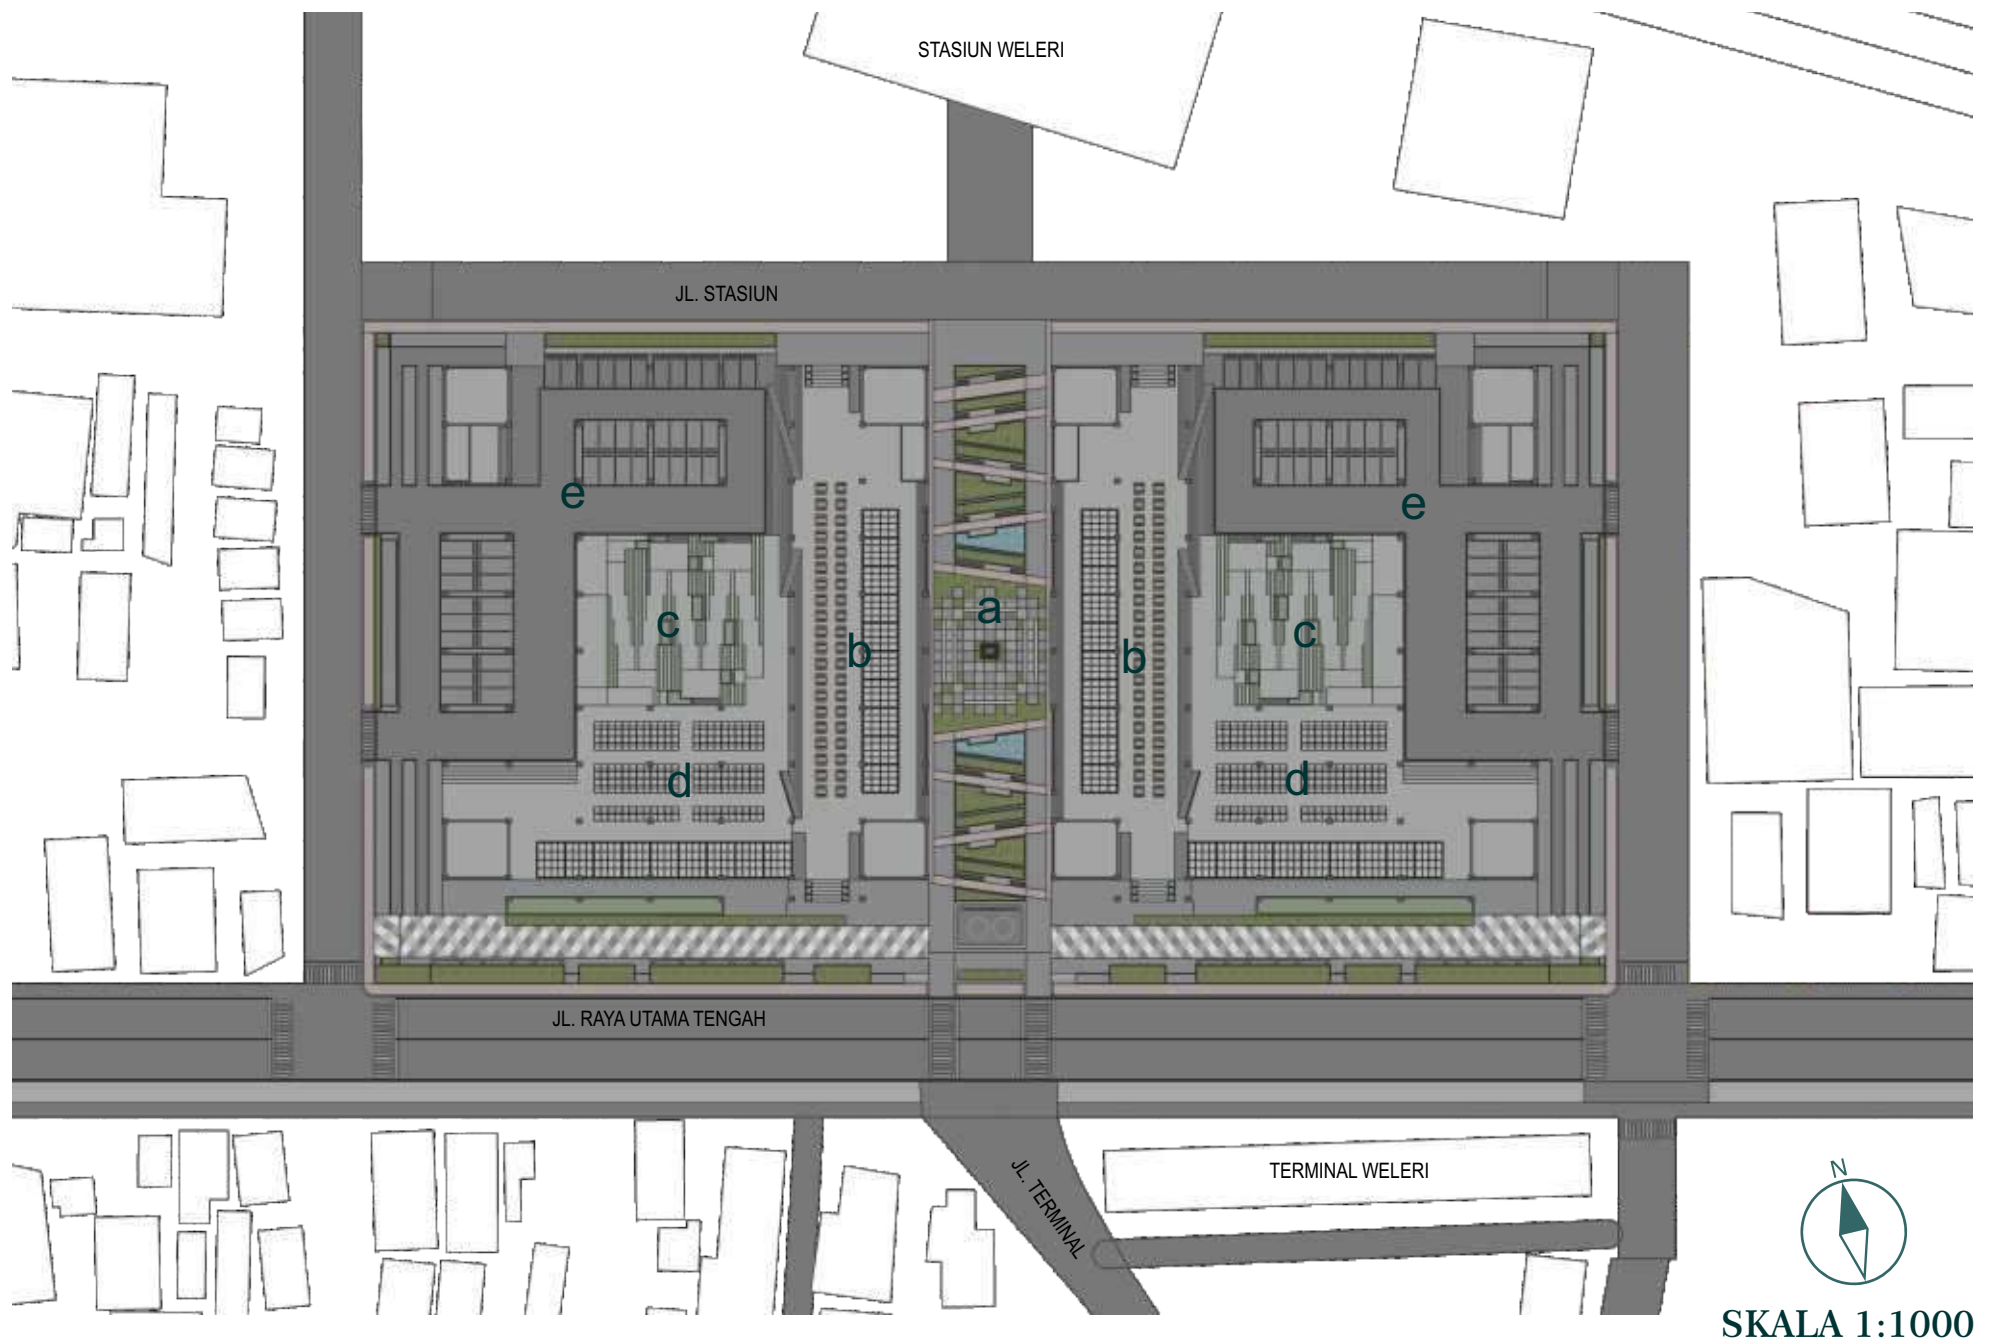 STASIUN WELERI
JL. STASIUN
e
e
a
c
c
b
b
d
d
JL. RAYA UTAMA TENGAH
JL. TERMINAL
TERMINAL WELERI
N
SKALA 1:1000